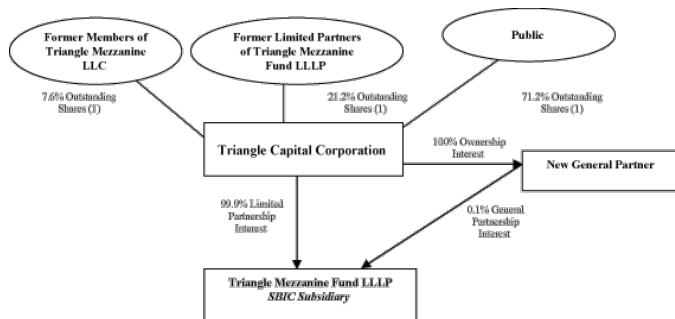 Former Members of
Triangle Mezzanine
LLC
Former Limited Partners
of Triangle Mezzanine
Fund LLLP
Public
7.6% Outstanding
Shares (1)
21.2% Outstanding
Shares (1)
71.2% Outstanding
Shares (1)
Triangle Capital Corporation
100% Ownership
Interest
New General Partner
99.9% Limited
Partnership
Interest
0.1% General
Partnership
Interest
Triangle Mezzanine Fund LLLP
SBIC Subsidiary